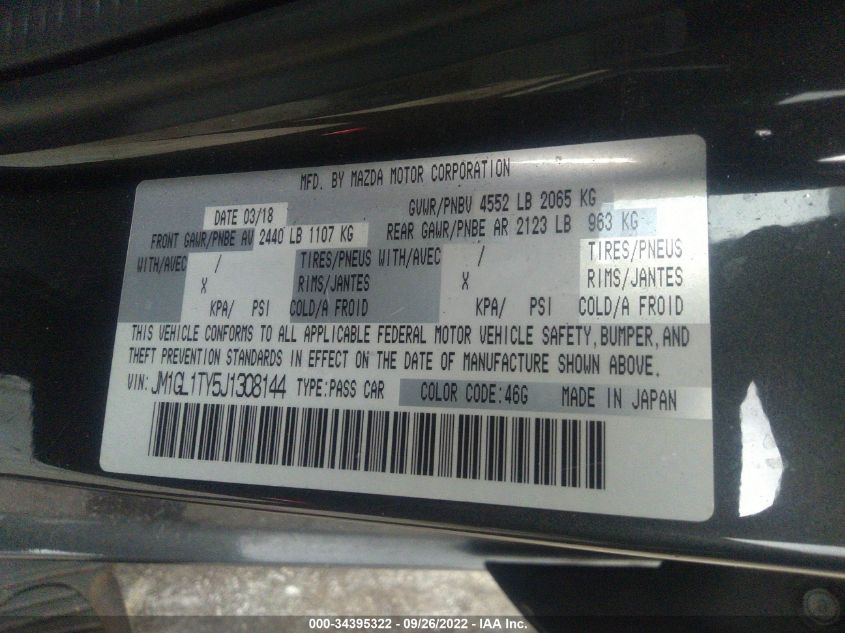 MFD. BY MAZDA MOTOR CORPORATION
DATE 03/18 GVWR/PNBV 4552 LB 2065 KG
FRONT GAWR/PNBE AV 2440 LB 1107 KG REAR GAWR/PNBE AR 2123 LB 963 KG
WITH/AVEC / TIRES/PNEUS WITH/AVEC / TIRES/PNEUS
X RIMS/JANTES X RIMS/JANTES
KPA/ PSI COLD/A FROID KPA/ PSI COLD/A FROID
THIS VEHICLE CONFORMS TO ALL APPLICABLE FEDERAL MOTOR VEHICLE SAFETY, BUMPER, AND
THEFT PREVENTION STANDARDS IN EFFECT ON THE DATE OF MANUFACTURE SHOWN ABOVE.
VIN: JM1GL1TY5J1308144 TYPE:PASS CAR COLOR CODE:46G MADE IN JAPAN
000-34395322 - 09/26/2022 - IAA Inc.